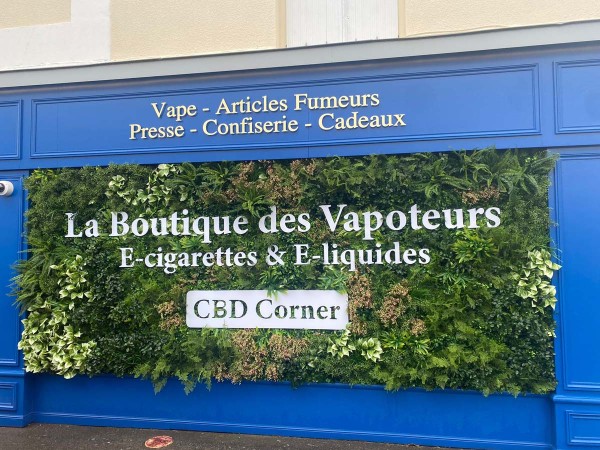 Vape - Articles Fumeurs
Presse - Confiserie - Cadeaux
La Boutique des Vapoteurs
E-cigarettes & E-liquides
CBD Corner